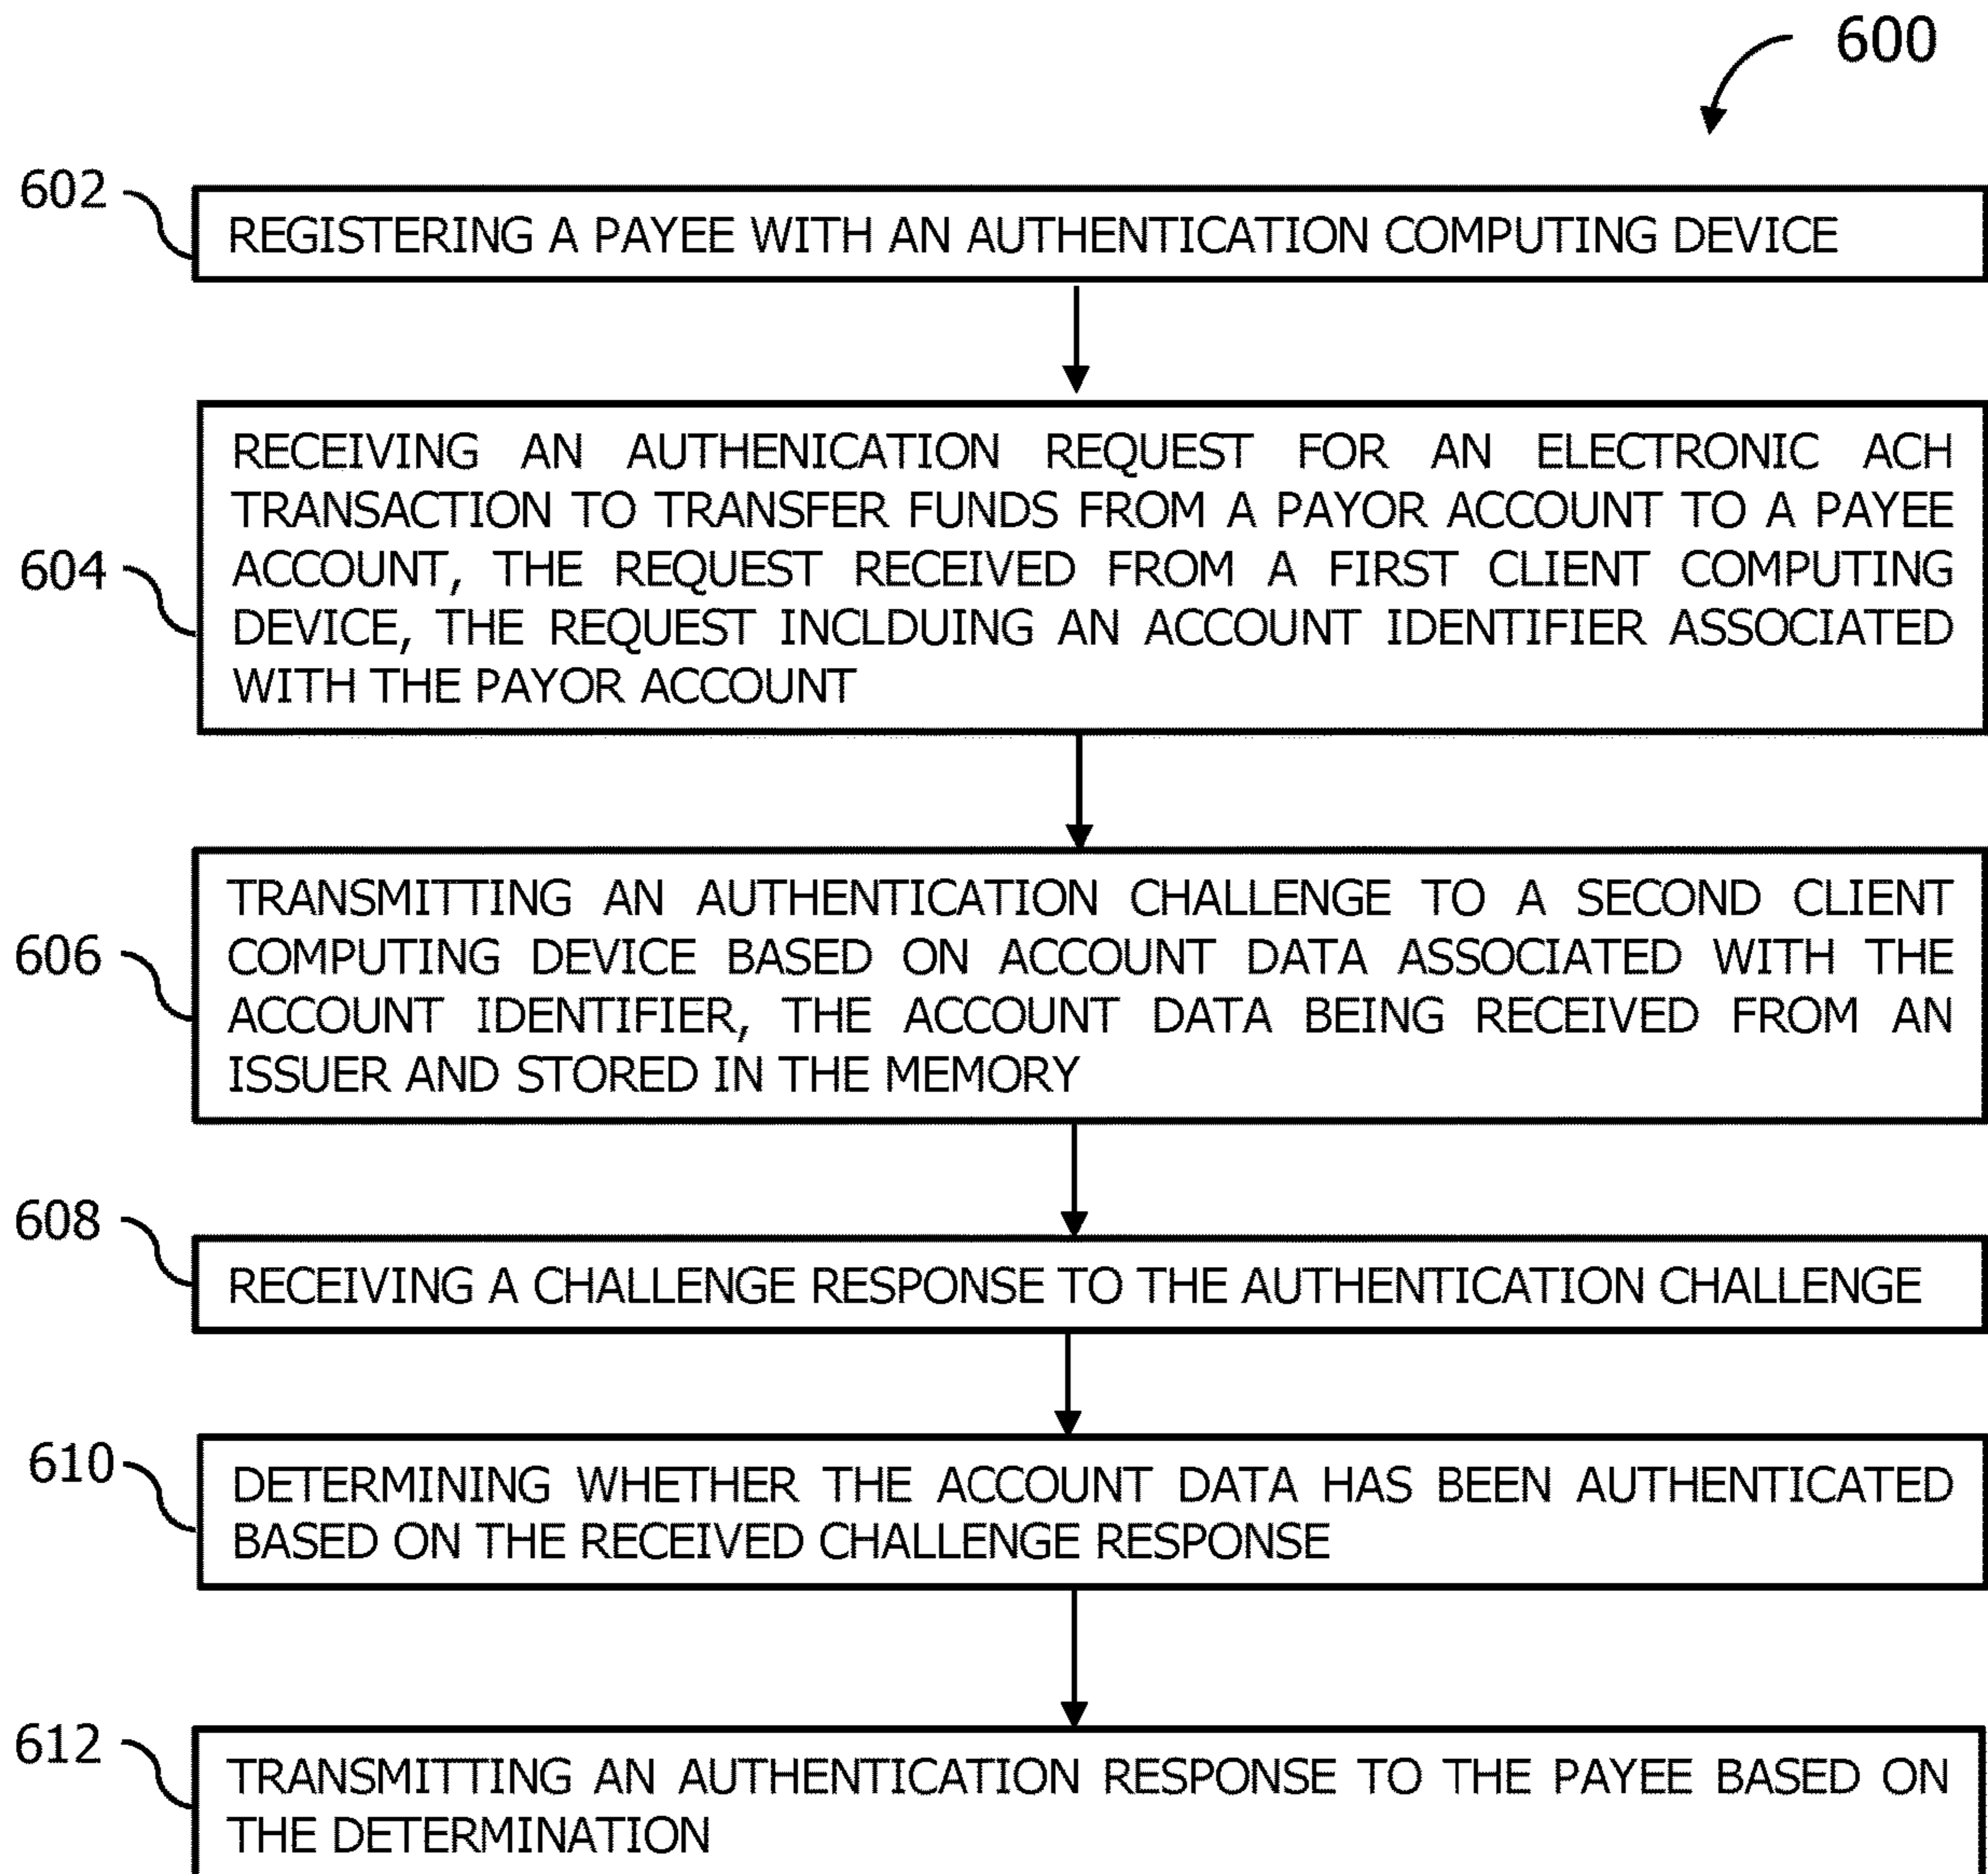 600
602
REGISTERING A PAYEE WITH AN AUTHENTICATION COMPUTING DEVICE
604
RECEIVING AN AUTHENICATION REQUEST FOR AN ELECTRONIC ACH
TRANSACTION TO TRANSFER FUNDS FROM A PAYOR ACCOUNT TO A PAYEE
ACCOUNT, THE REQUEST RECEIVED FROM A FIRST CLIENT COMPUTING
DEVICE, THE REQUEST INCLDUING AN ACCOUNT IDENTIFIER ASSOCIATED
WITH THE PAYOR ACCOUNT
606
TRANSMITTING AN AUTHENTICATION CHALLENGE TO A SECOND CLIENT
COMPUTING DEVICE BASED ON ACCOUNT DATA ASSOCIATED WITH THE
ACCOUNT IDENTIFIER, THE ACCOUNT DATA BEING RECEIVED FROM AN
ISSUER AND STORED IN THE MEMORY
608
RECEIVING A CHALLENGE RESPONSE TO THE AUTHENTICATION CHALLENGE
610
DETERMINING WHETHER THE ACCOUNT DATA HAS BEEN AUTHENTICATED
BASED ON THE RECEIVED CHALLENGE RESPONSE
612
TRANSMITTING AN AUTHENTICATION RESPONSE TO THE PAYEE BASED ON
THE DETERMINATION